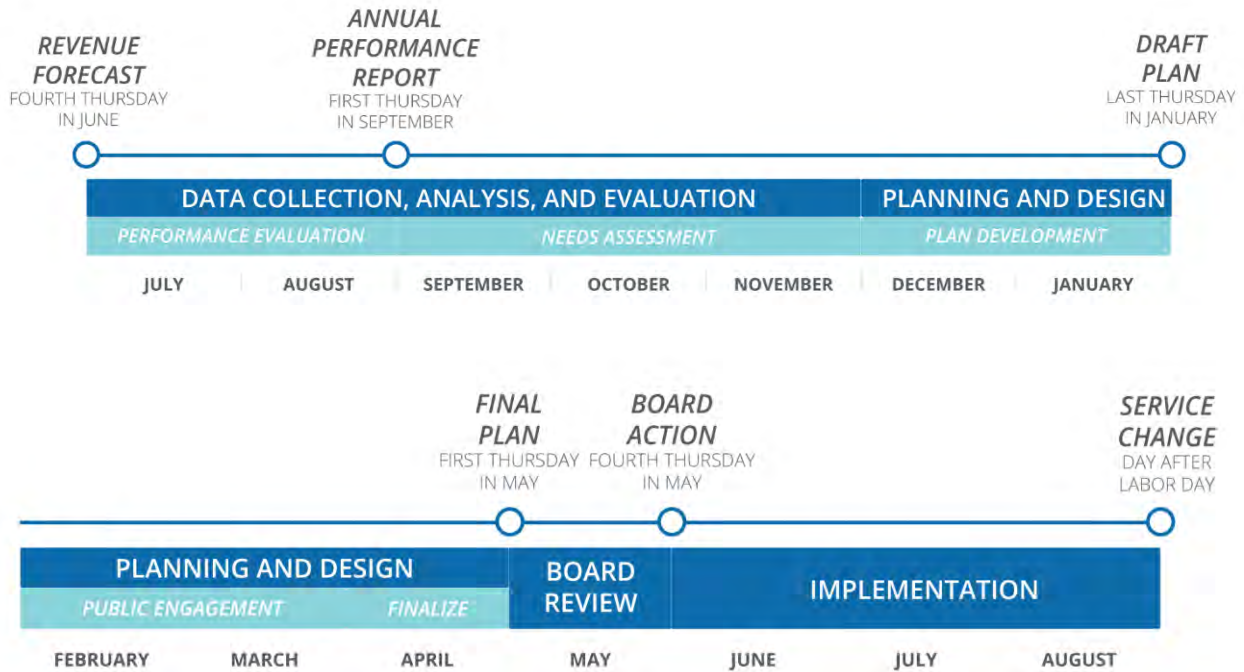 REVENUE
FORECAST
FOURTH THURSDAY
IN JUNE
ANNUAL
PERFORMANCE
REPORT
FIRST THURSDAY
IN SEPTEMBER
DRAFT
PLAN
LAST THURSDAY
IN JANUARY
DATA COLLECTION, ANALYSIS, AND EVALUATION
PLANNING AND DESIGN
PERFORMANCE EVALUATION
NEEDS ASSESSMENT
PLAN DEVELOPMENT
JULY
AUGUST
SEPTEMBER
OCTOBER
NOVEMBER
DECEMBER
JANUARY
FINAL
PLAN
FIRST THURSDAY
IN MAY
BOARD
ACTION
FOURTH THURSDAY
IN MAY
SERVICE
CHANGE
DAY AFTER
LABOR DAY
PLANNING AND DESIGN
PUBLIC ENGAGEMENT
FINALIZE
BOARD
REVIEW
IMPLEMENTATION
FEBRUARY
MARCH
APRIL
MAY
JUNE
JULY
AUGUST